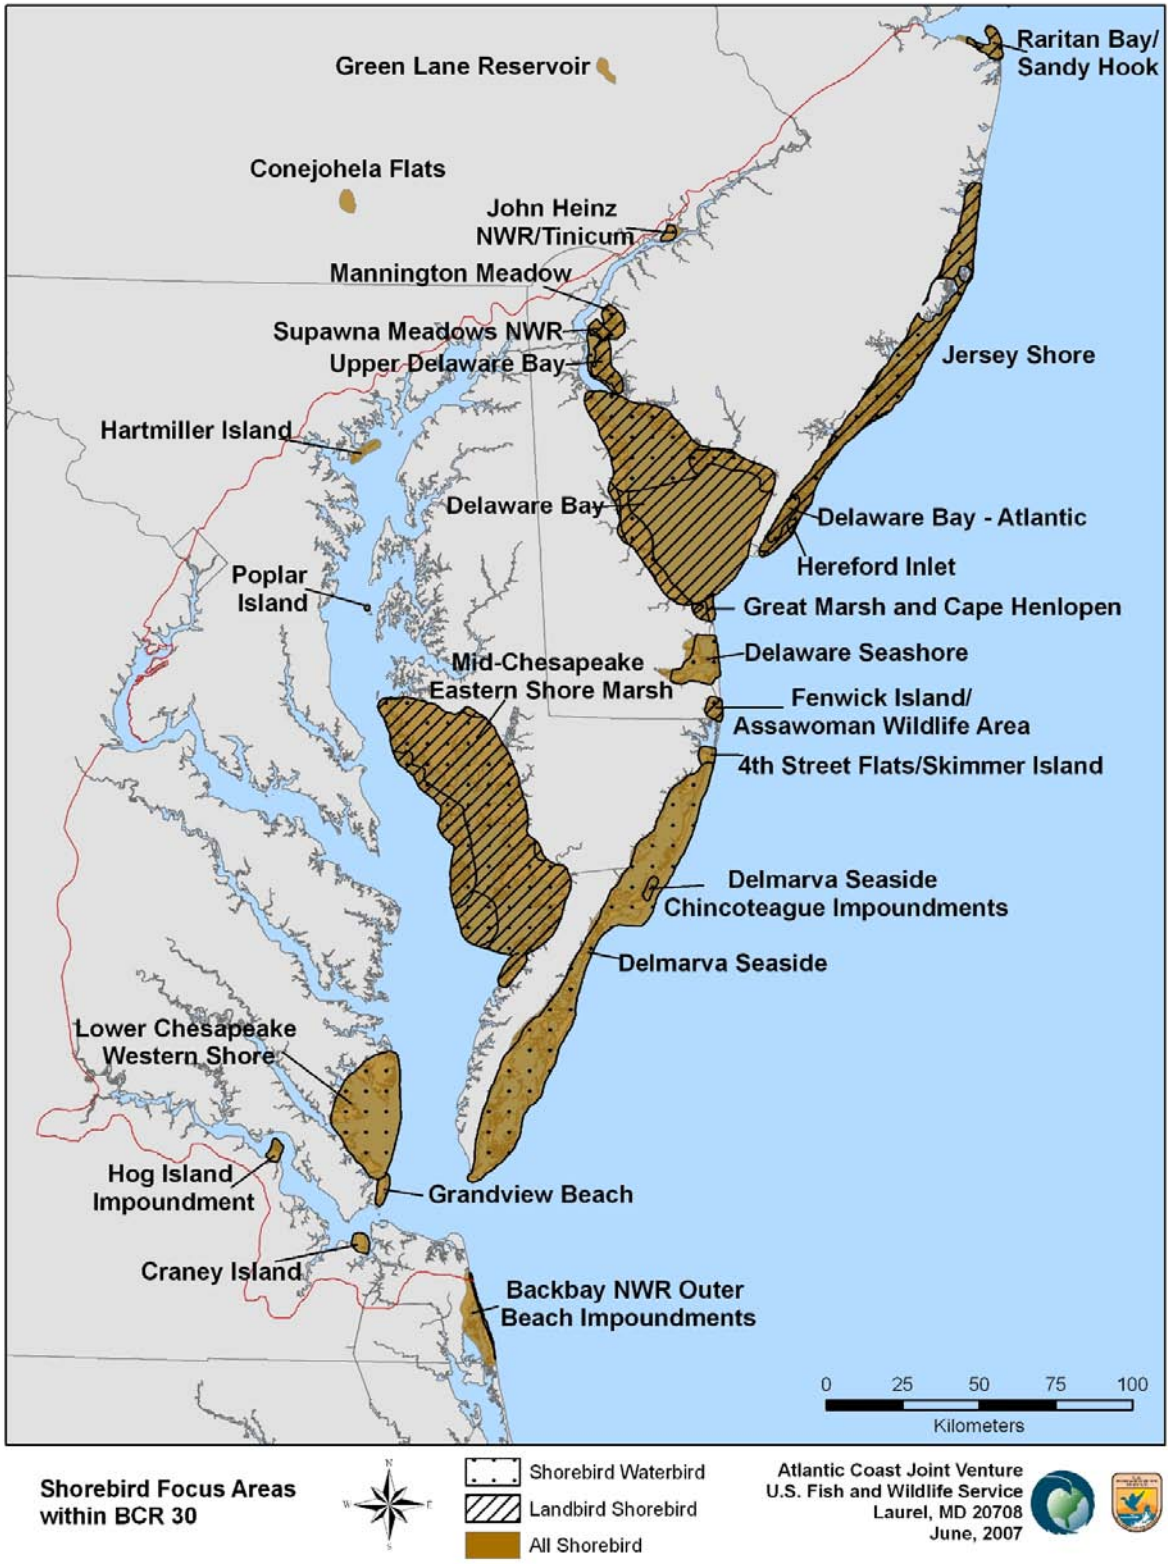 Raritan Bay/
Sandy Hook
Green Lane Reservoir
Conejohela Flats
John Heinz
NWR/Tinicum
Mannington Meadow
Supawna Meadows NWR
Upper Delaware Bay
Jersey Shore
Hartmiller Island
Delaware Bay
Delaware Bay - Atlantic
Hereford Inlet
Poplar
Island
Great Marsh and Cape Henlopen
Mid-Chesapeake
Eastern Shore Marsh
Delaware Seashore
Fenwick Island/
Assawoman Wildlife Area
4th Street Flats/Skimmer Island
Delmarva Seaside
Chincoteague Impoundments
Delmarva Seaside
Lower Chesapeake
Western Shore
Hog Island
Impoundment
Grandview Beach
Craney Island
Backbay NWR Outer
Beach Impoundments
0 25 50 75 100
Kilometers
Shorebird Focus Areas
within BCR 30
N
W E
S
Shorebird Waterbird
Landbird Shorebird
All Shorebird
Atlantic Coast Joint Venture
U.S. Fish and Wildlife Service
Laurel, MD 20708
June, 2007